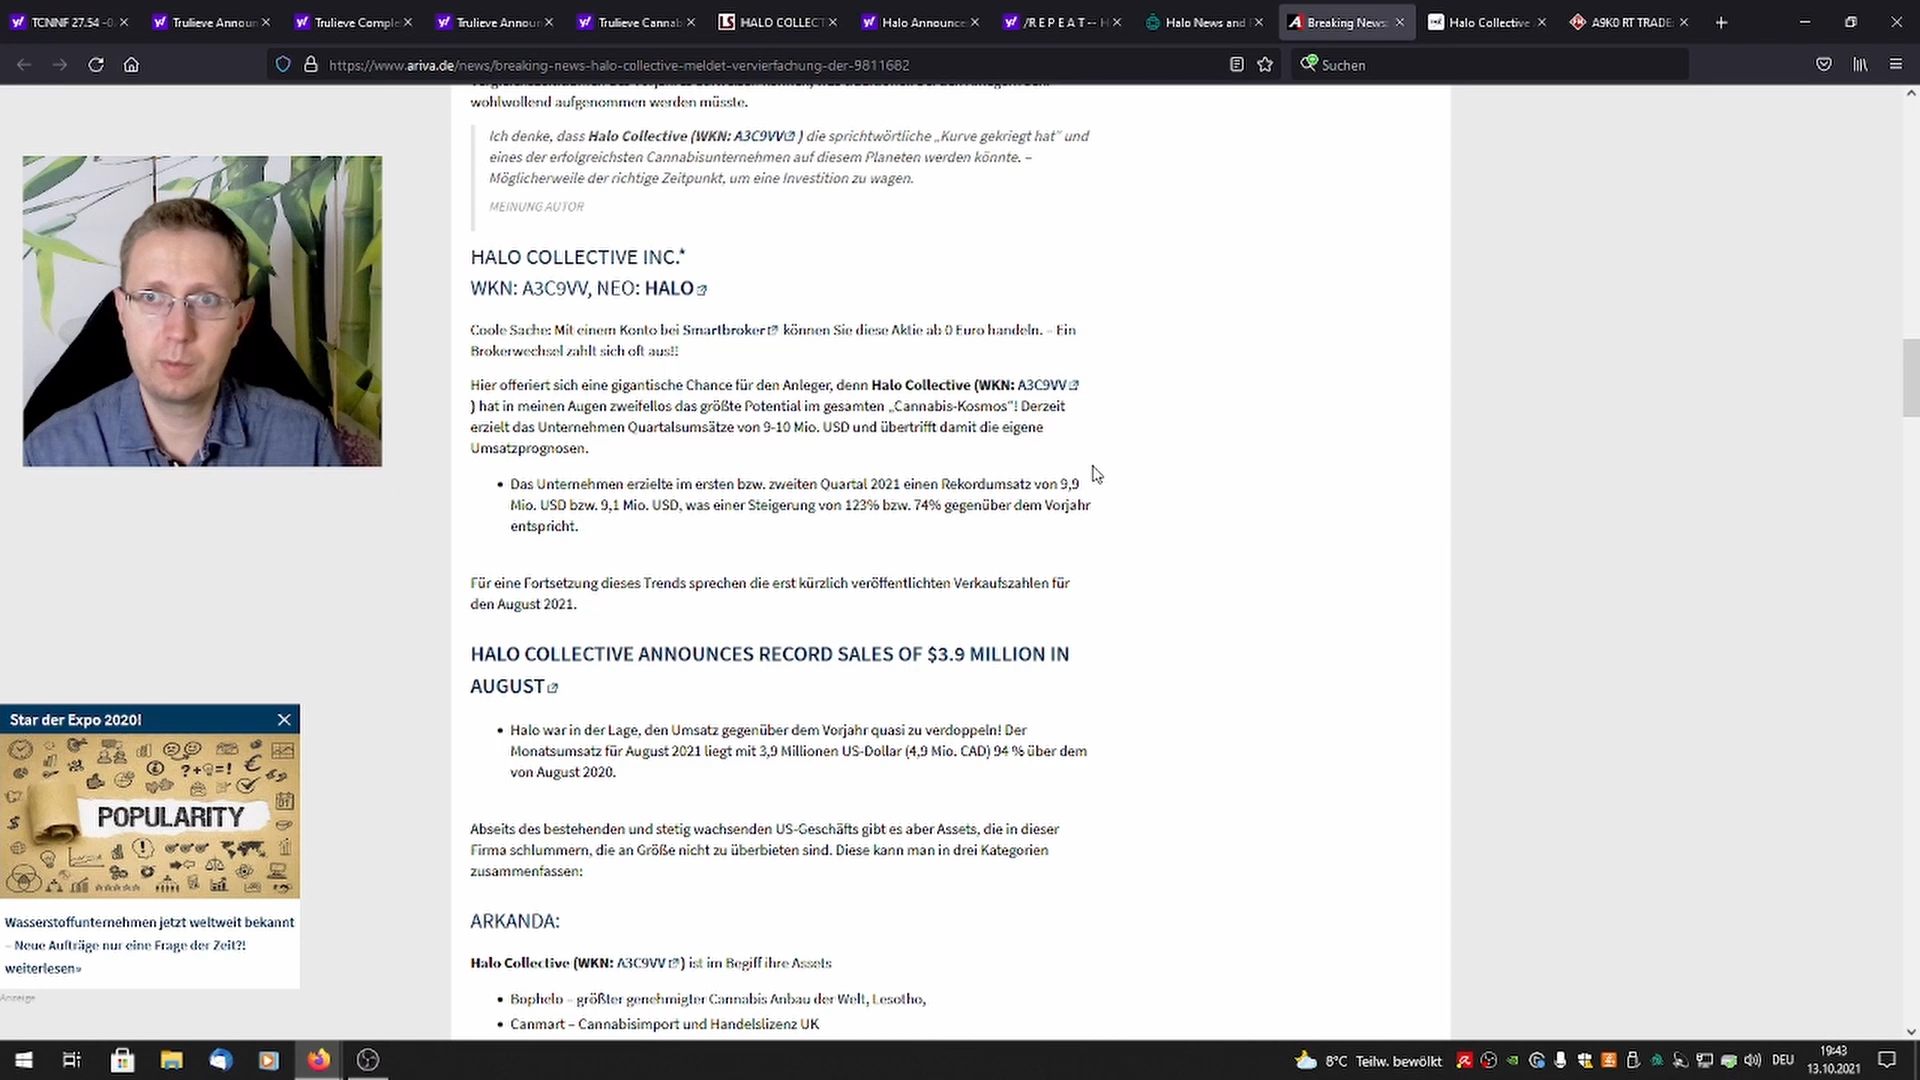 TCNNF 27.54 -0.
Trulieve Announ
Trulieve Comple
Trulieve Announ
Trulieve Cannab
HALO COLLECT
Halo Announce
/R E P E A T -- H
Halo News and
Breaking News:
Halo Collective
A9K0 RT TRADE
https://www.ariva.de/news/breaking-news-halo-collective-meldet-vervierfachung-der-9811682
Suchen
wohlwollend aufgenommen werden müsste.
Ich denke, dass Halo Collective (WKN: A3C9VV ) die sprichtwörtliche „Kurve gekriegt hat“ und
eines der erfolgreichsten Cannabisunternehmen auf diesem Planeten werden könnte. –
Möglicherweile der richtige Zeitpunkt, um eine Investition zu wagen.
MEINUNG AUTOR
HALO COLLECTIVE INC.*
WKN: A3C9VV, NEO: HALO
Coole Sache: Mit einem Konto bei Smartbroker können Sie diese Aktie ab 0 Euro handeln. – Ein
Brokerwechsel zahlt sich oft aus!!
Hier offeriert sich eine gigantische Chance für den Anleger, denn Halo Collective (WKN: A3C9VV
) hat in meinen Augen zweifellos das größte Potential im gesamten „Cannabis-Kosmos“! Derzeit
erzielt das Unternehmen Quartalsumsätze von 9-10 Mio. USD und übertrifft damit die eigene
Umsatzprognosen.
• Das Unternehmen erzielte im ersten bzw. zweiten Quartal 2021 einen Rekordumsatz von 9,9
Mio. USD bzw. 9,1 Mio. USD, was einer Steigerung von 123% bzw. 74% gegenüber dem Vorjahr
entspricht.
Für eine Fortsetzung dieses Trends sprechen die erst kürzlich veröffentlichten Verkaufszahlen für
den August 2021.
HALO COLLECTIVE ANNOUNCES RECORD SALES OF $3.9 MILLION IN
AUGUST
• Halo war in der Lage, den Umsatz gegenüber dem Vorjahr quasi zu verdoppeln! Der
Monatsumsatz für August 2021 liegt mit 3,9 Millionen US-Dollar (4,9 Mio. CAD) 94 % über dem
von August 2020.
Abseits des bestehenden und stetig wachsenden US-Geschäfts gibt es aber Assets, die in dieser
Firma schlummern, die an Größe nicht zu überbieten sind. Diese kann man in drei Kategorien
zusammenfassen:
ARKANDA:
Halo Collective (WKN: A3C9VV ) ist im Begiff ihre Assets
• Bophelo – größter genehmigter Cannabis Anbau der Welt, Lesotho,
• Canmart – Cannabisimport und Handelslizenz UK
Star der Expo 2020!
POPULARITY
Wasserstoffunternehmen jetzt weltweit bekannt
– Neue Aufträge nur eine Frage der Zeit?!
weiterlesen»
Anzeige
8°C Teilw. bewölkt
DEU
19:43
13.10.2021